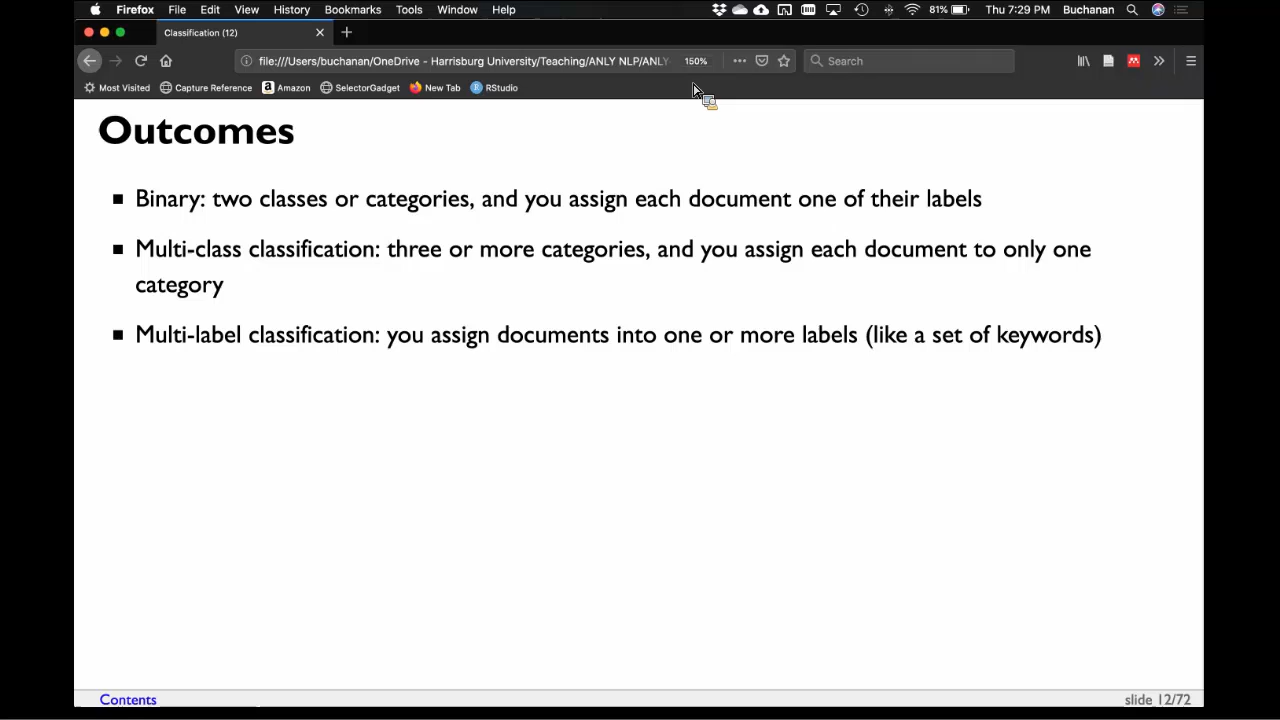 Firefox File Edit View History Bookmarks Tools Window Help 81% Thu 7:29 PM Buchanan
Classification (12)
file:///Users/buchanan/OneDrive - Harrisburg University/Teaching/ANLY NLP/ANLY 150% Search
Most Visited Capture Reference Amazon SelectorGadget New Tab RStudio
Outcomes
Binary: two classes or categories, and you assign each document one of their labels
Multi-class classification: three or more categories, and you assign each document to only one
category
Multi-label classification: you assign documents into one or more labels (like a set of keywords)
Contents slide 12/72